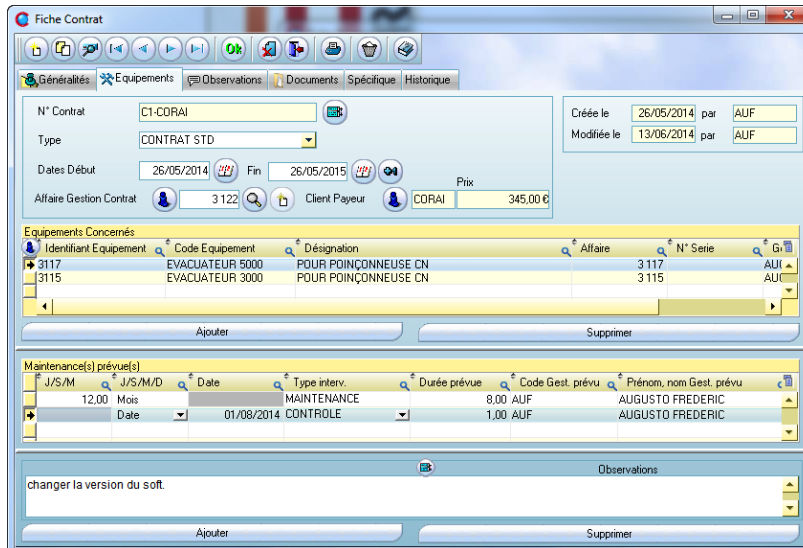 Fiche Contrat
Ok
Généralités Equipements Observations Documents Spécifique Historique
N° Contrat C1-CORAI Créée le 26/05/2014 par AUF
Type CONTRAT STD Modifiée le 13/06/2014 par AUF
Dates Début 26/05/2014 Fin 26/05/2015
Prix
Affaire Gestion Contrat 3 122 Client Payeur CORAI 345,00 €
Equipements Concernés
Identifiant Equipement Code Equipement Désignation Affaire N° Serie
3117 EVACUATEUR 5000 POUR POINÇONNEUSE CN 3 117
3115 EVACUATEUR 3000 POUR POINÇONNEUSE CN 3 115
Ajouter Supprimer
Maintenance(s) prévue(s)
J/S/M J/S/M/D Date Type interv. Durée prévue Code Gest. prévu Prénom, nom Gest. prévu
12,00 Mois MAINTENANCE 8,00 AUF AUGUSTO FREDERIC
Date 01/08/2014 CONTROLE 1,00 AUF AUGUSTO FREDERIC
Observations
changer la version du soft.
Ajouter Supprimer